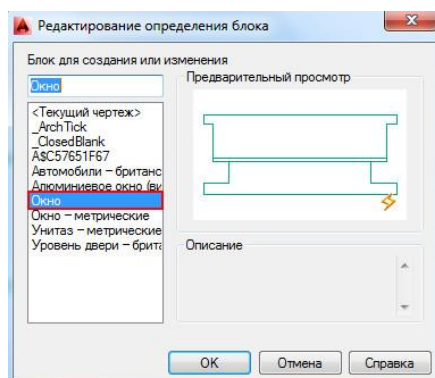 Редактирование определения блока
Блок для создания или изменения
Окно
<Текущий чертеж>
_ArchTick
_ClosedBlank
A$C57651F67
Автомобили – британс
Алюминиевое окно (ви
Окно
Окно – метрические
Унитаз – метрические
Уровень двери – брита
Предварительный просмотр
Описание
ОК
Отмена
Справка